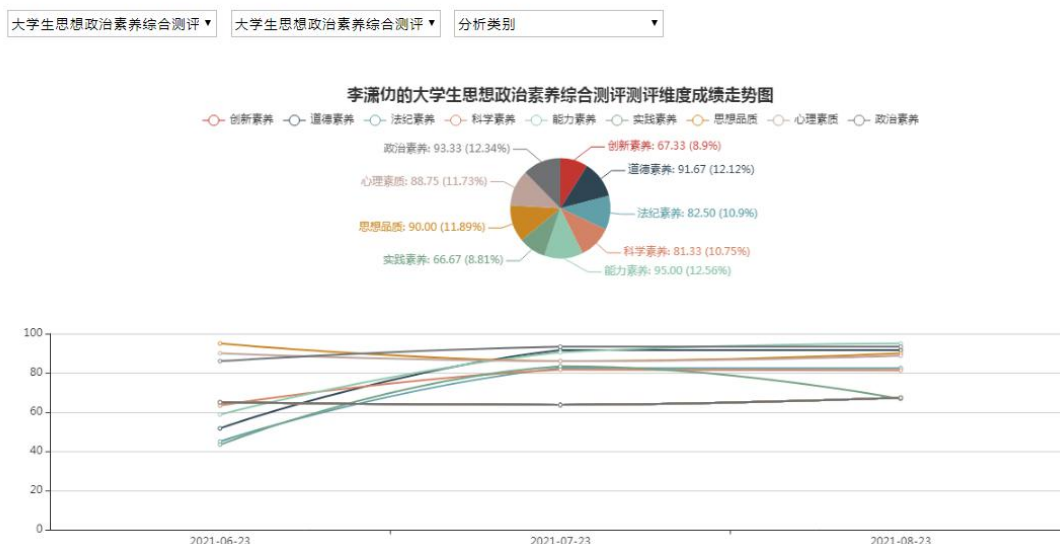 大学生思想政治素养综合测评 大学生思想政治素养综合测评 分析类别
李潇仂的大学生思想政治素养综合测评测评维度成绩走势图
创新素养 道德素养 法纪素养 科学素养 能力素养 实践素养 思想品质 心理素质 政治素养
政治素养: 93.33 (12.34%) 创新素养: 67.33 (8.9%)
心理素质: 88.75 (11.73%) 道德素养: 91.67 (12.12%)
思想品质: 90.00 (11.89%) 法纪素养: 82.50 (10.9%)
实践素养: 66.67 (8.81%) 科学素养: 81.33 (10.75%)
能力素养: 95.00 (12.56%)
100
80
60
40
20
0
2021-06-23 2021-07-23 2021-08-23